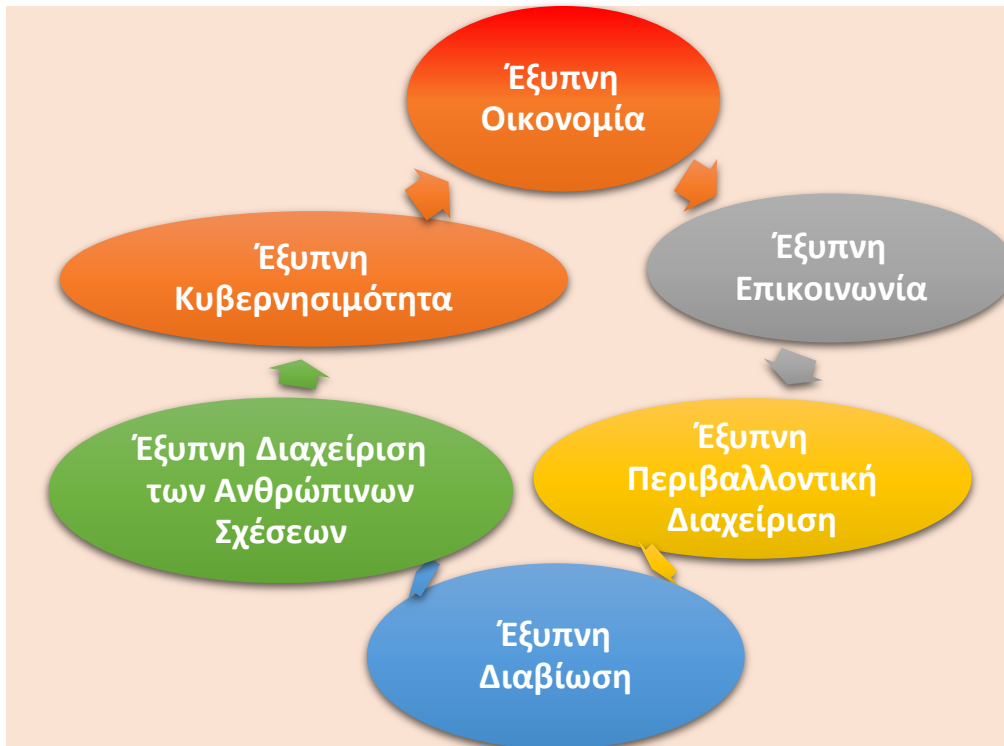 Έξυπνη
Οικονομία
Έξυπνη
Επικοινωνία
Έξυπνη
Περιβαλλοντική
Διαχείριση
Έξυπνη
Διαβίωση
Έξυπνη Διαχείριση
των Ανθρώπινων
Σχέσεων
Έξυπνη
Κυβερνησιμότητα